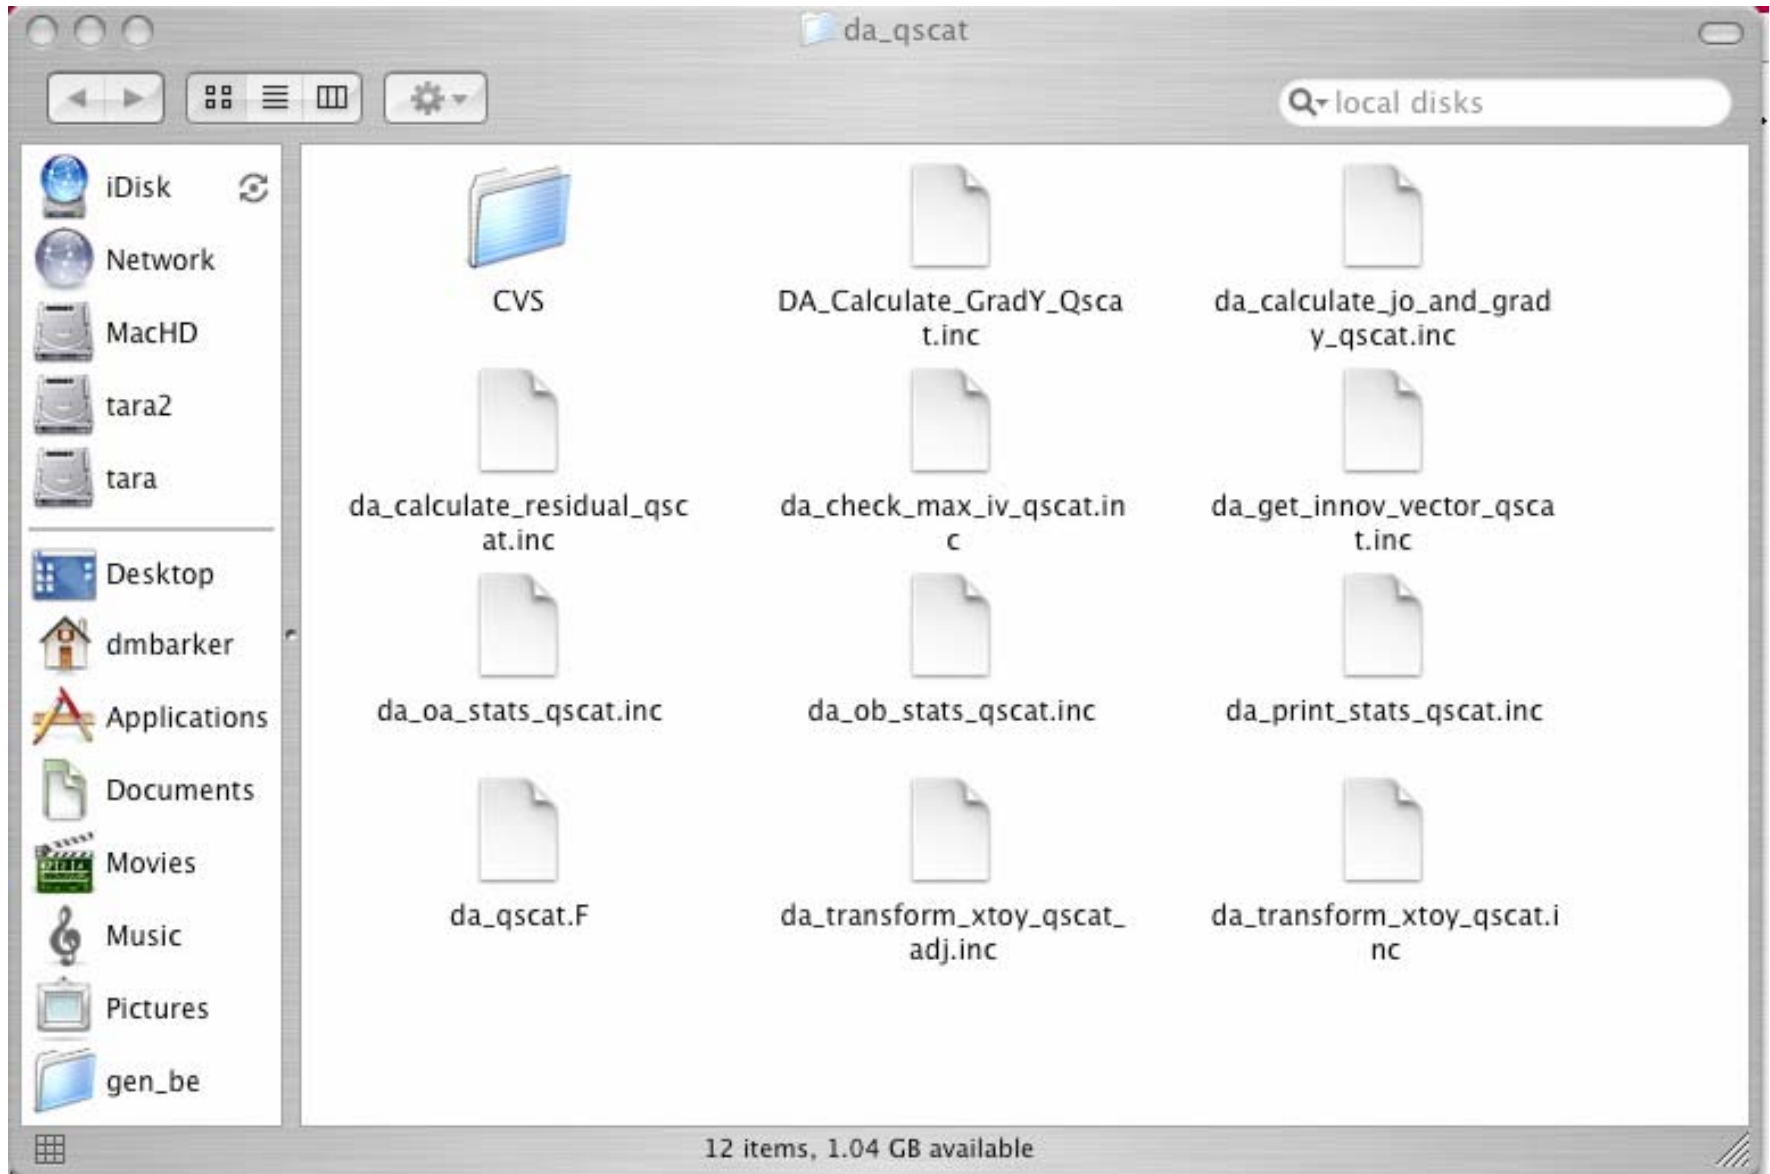 da_qscat
local disks
iDisk
Network
MacHD
tara2
tara
Desktop
dmbarker
Applications
Documents
Movies
Music
Pictures
gen_be
CVS
DA_Calculate_GradY_Qsca
t.inc
da_calculate_jo_and_grad
y_qscat.inc
da_calculate_residual_qsc
at.inc
da_check_max_iv_qscat.in
c
da_get_innov_vector_qsca
t.inc
da_oa_stats_qscat.inc
da_ob_stats_qscat.inc
da_print_stats_qscat.inc
da_qscat.F
da_transform_xtoy_qscat_
adj.inc
da_transform_xtoy_qscat.i
nc
12 items, 1.04 GB available